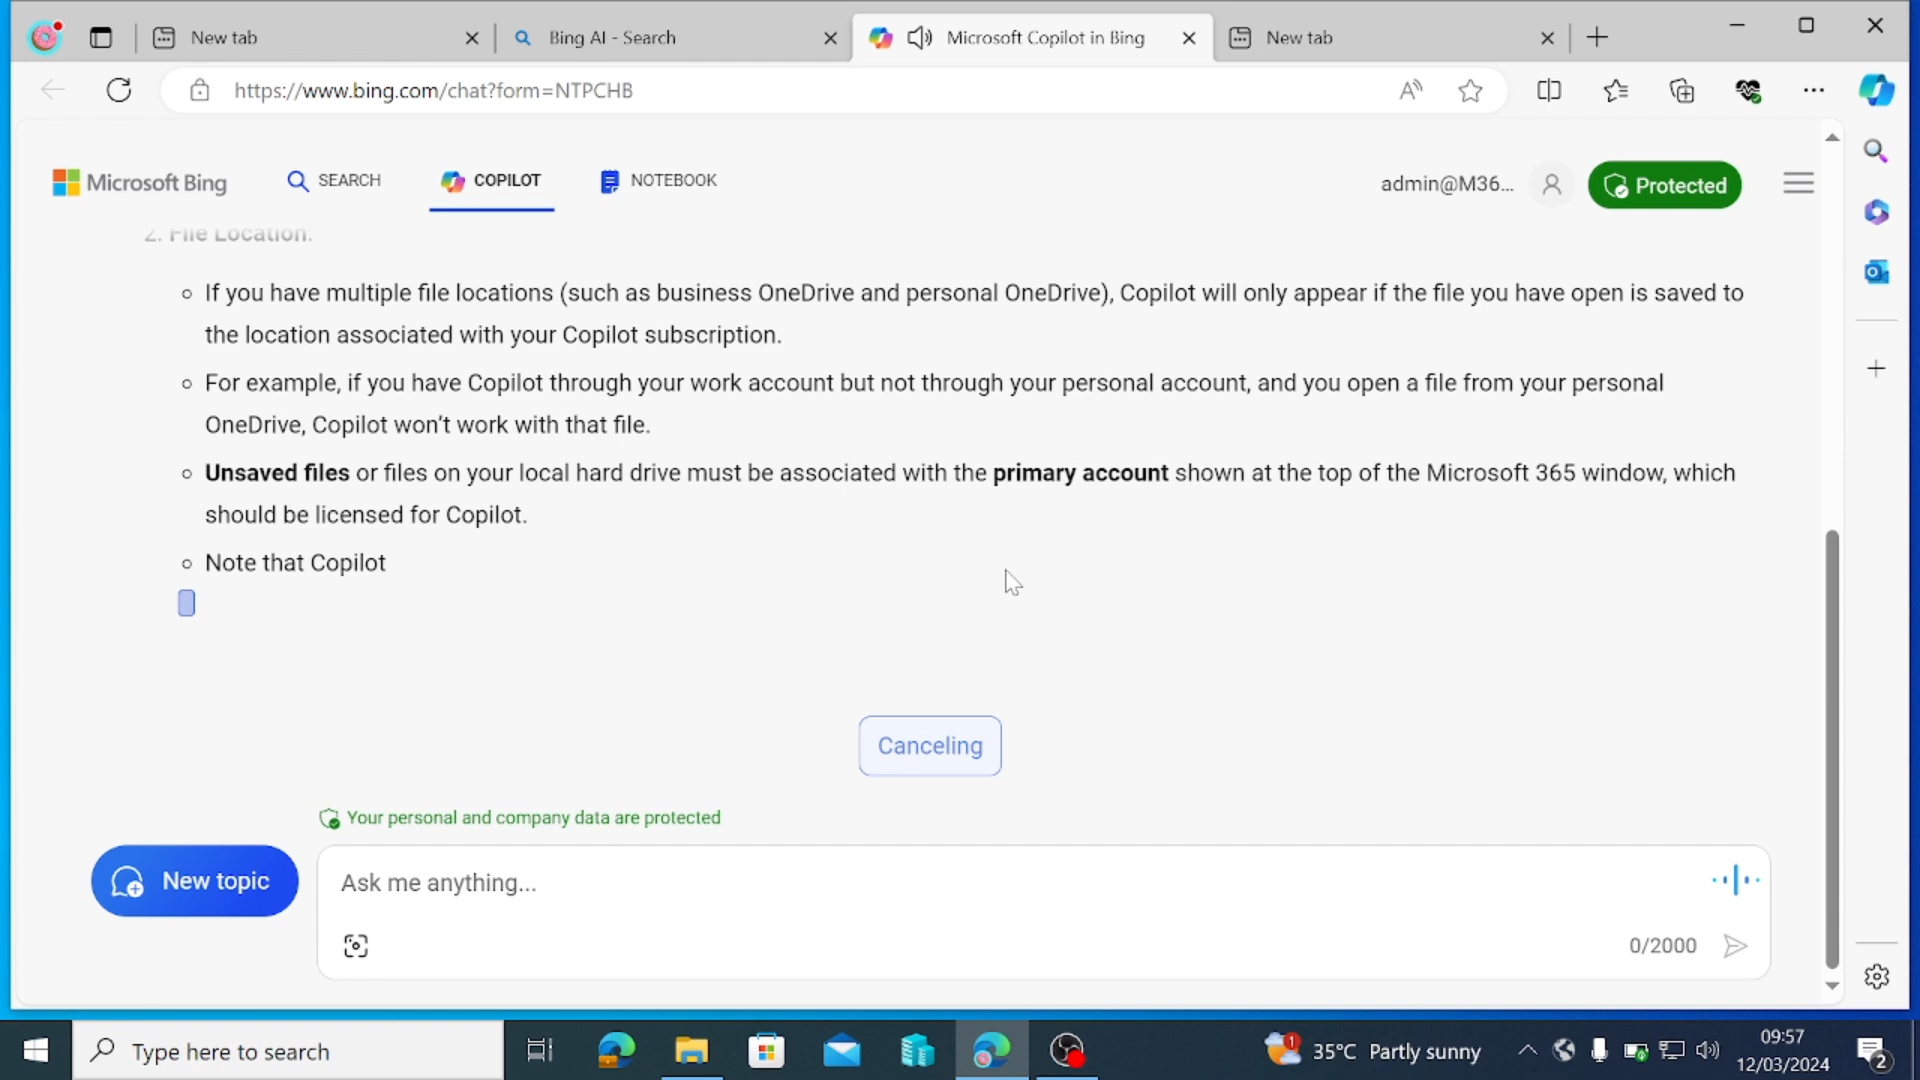 New tab
Bing AI - Search
Microsoft Copilot in Bing
New tab
https://www.bing.com/chat?form=NTPCHB
Microsoft Bing
SEARCH
COPILOT
NOTEBOOK
admin@M36...
Protected
2. File Location:
If you have multiple file locations (such as business OneDrive and personal OneDrive), Copilot will only appear if the file you have open is saved to
the location associated with your Copilot subscription.
For example, if you have Copilot through your work account but not through your personal account, and you open a file from your personal
OneDrive, Copilot won’t work with that file.
Unsaved files or files on your local hard drive must be associated with the primary account shown at the top of the Microsoft 365 window, which
should be licensed for Copilot.
Note that Copilot
Canceling
Your personal and company data are protected
New topic
Ask me anything...
0/2000
Type here to search
1
35°C Partly sunny
09:57
12/03/2024
2